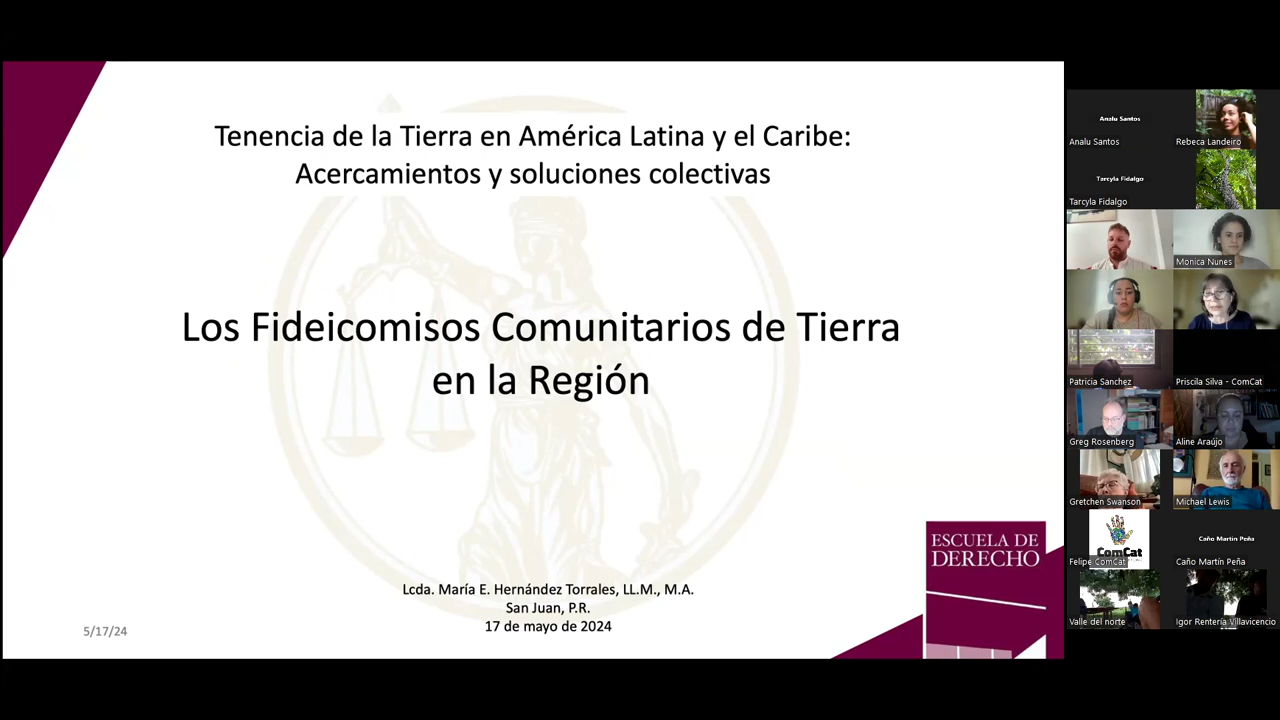 Tenencia de la Tierra en América Latina y el Caribe:
Acercamientos y soluciones colectivas
Los Fideicomisos Comunitarios de Tierra
en la Región
Lcda. María E. Hernández Torrales, LL.M., M.A.
San Juan, P.R.
17 de mayo de 2024
5/17/24
ESCUELA DE
DERECHO
Analu Santos
Analu Santos
Rebeca Landeiro
Tarcyla Fidalgo
Tarcyla Fidalgo
Monica Nunes
Patricia Sanchez
Priscila Silva - ComCat
Greg Rosenberg
Aline Araújo
Gretchen Swanson
Michael Lewis
ComCat
Felipe ComCat
Caño Martín Peña
Caño Martín Peña
Valle del norte
Igor Rentería Villavicencio